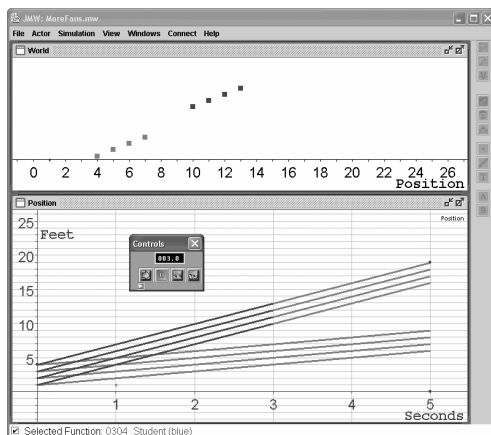 JMW: MoreFans.mw
File Actor Simulation View Windows Connect Help
World
0 2 4 6 8 10 12 14 16 18 20 22 24 26
Position
Position
Position
25
Feet
20
15
10
5
Controls
003.0
1 2 3 4 5
Seconds
Selected Function: 0304 Student (blue)